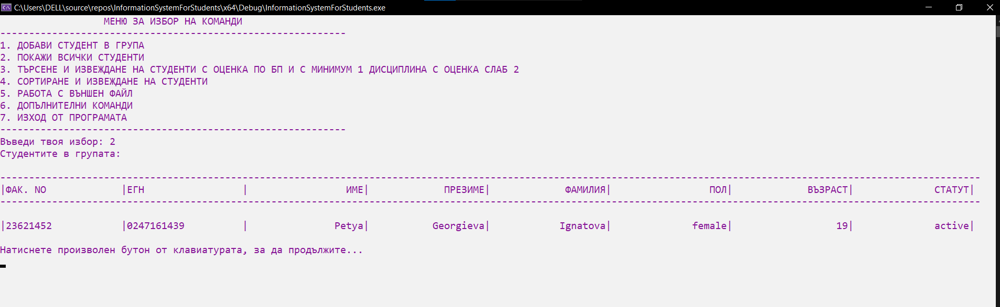 C:\Users\DELL\source\repos\InformationSystemForStudents\x64\Debug\InformationSystemForStudents.exe
МЕНЮ ЗА ИЗБОР НА КОМАНДИ
------------------------------------------------------------
1. ДОБАВИ СТУДЕНТ В ГРУПА
2. ПОКАЖИ ВСИЧКИ СТУДЕНТИ
3. ТЪРСЕНЕ И ИЗВЕЖДАНЕ НА СТУДЕНТИ С ОЦЕНКА ПО БП И С МИНИМУМ 1 ДИСЦИПЛИНА С ОЦЕНКА СЛАБ 2
4. СОРТИРАНЕ И ИЗВЕЖДАНЕ НА СТУДЕНТИ
5. РАБОТА С ВЪНШЕН ФАЙЛ
6. ДОПЪЛНИТЕЛНИ КОМАНДИ
7. ИЗХОД ОТ ПРОГРАМАТА
------------------------------------------------------------
Въведи твоя избор: 2
Студентите в групата:
--------------------------------------------------------------------------------------------------------------------------------------------------------------------------
|ФАК. NO |ЕГН | ИМЕ| ПРЕЗИМЕ| ФАМИЛИЯ| ПОЛ| ВЪЗРАСТ| СТАТУТ|
--------------------------------------------------------------------------------------------------------------------------------------------------------------------------
|23621452 |0247161439 | Petya| Georgieva| Ignatova| female| 19| active|
Натиснете произволен бутон от клавиатурата, за да продължите...